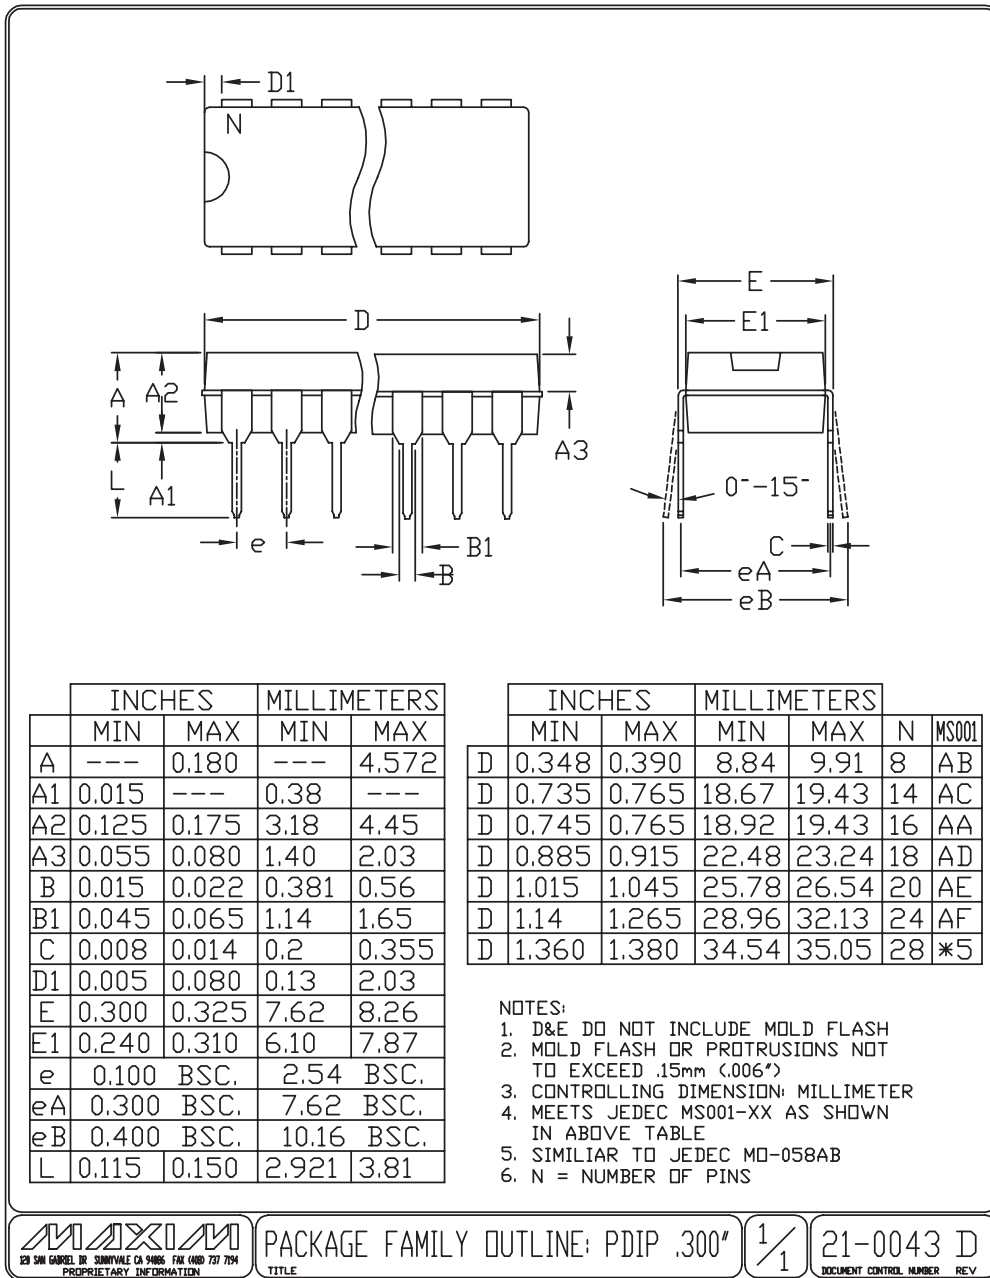 D1
N
E
E1
D
A
A2
A3
L
A1
0°-15°
e
B1
B
C
eA
eB
INCHES MILLIMETERS
MIN MAX MIN MAX
A --- 0.180 --- 4.572
A1 0.015 --- 0.38 ---
A2 0.125 0.175 3.18 4.45
A3 0.055 0.080 1.40 2.03
B 0.015 0.022 0.381 0.56
B1 0.045 0.065 1.14 1.65
C 0.008 0.014 0.2 0.355
D1 0.005 0.080 0.13 2.03
E 0.300 0.325 7.62 8.26
E1 0.240 0.310 6.10 7.87
e 0.100 BSC. 2.54 BSC.
eA 0.300 BSC. 7.62 BSC.
eB 0.400 BSC. 10.16 BSC.
L 0.115 0.150 2.921 3.81
INCHES MILLIMETERS
MIN MAX MIN MAX N MS001
D 0.348 0.390 8.84 9.91 8 AB
D 0.735 0.765 18.67 19.43 14 AC
D 0.745 0.765 18.92 19.43 16 AA
D 0.885 0.915 22.48 23.24 18 AD
D 1.015 1.045 25.78 26.54 20 AE
D 1.14 1.265 28.96 32.13 24 AF
D 1.360 1.380 34.54 35.05 28 *5
NOTES:
1. D&E DO NOT INCLUDE MOLD FLASH
2. MOLD FLASH OR PROTRUSIONS NOT
TO EXCEED .15mm (.006")
3. CONTROLLING DIMENSION: MILLIMETER
4. MEETS JEDEC MS001-XX AS SHOWN
IN ABOVE TABLE
5. SIMILIAR TO JEDEC MO-058AB
6. N = NUMBER OF PINS
MAXIM
120 SAN GABRIEL DR SUNNYVALE CA 94086 FAX (408) 737 7194
PROPRIETARY INFORMATION
PACKAGE FAMILY OUTLINE: PDIP .300"
TITLE
1/1
21-0043 D
DOCUMENT CONTROL NUMBER REV